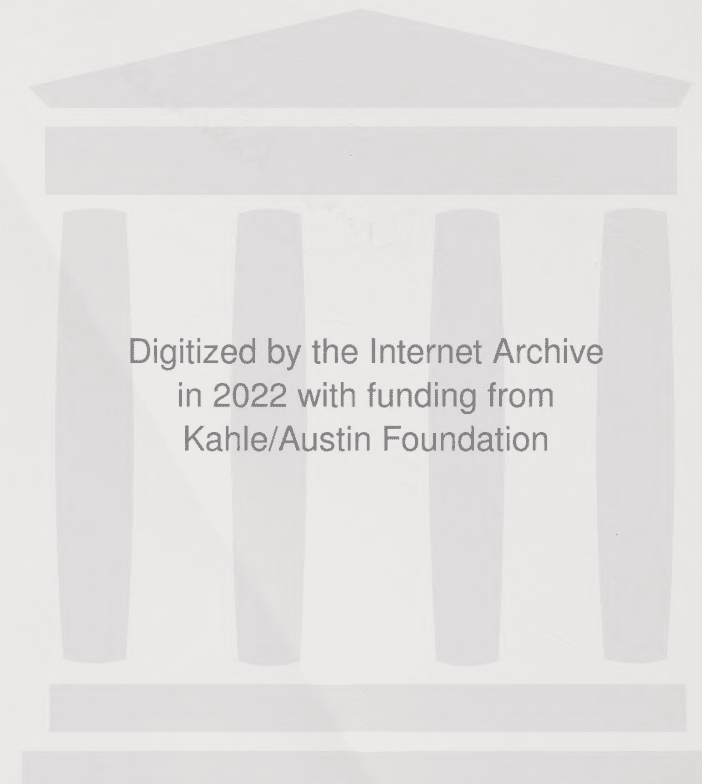 Digitized by the Internet Archive
in 2022 with funding from
Kahle/Austin Foundation